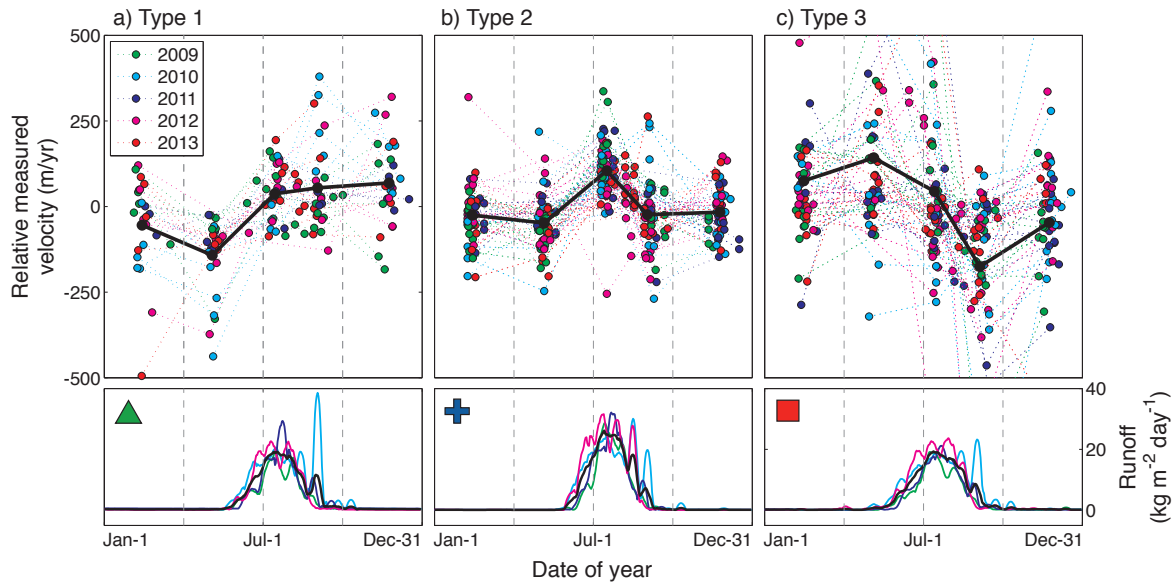 a) Type 1
b) Type 2
c) Type 3
Relative measured
velocity (m/yr)
500
250
0
-250
-500
2009
2010
2011
2012
2013
40
20
0
Runoff
(kg m⁻² day⁻¹)
Jan-1
Jul-1
Jan-1
Jul-1
Jul-1
Dec-31
Jan-1
Dec-31
Date of year